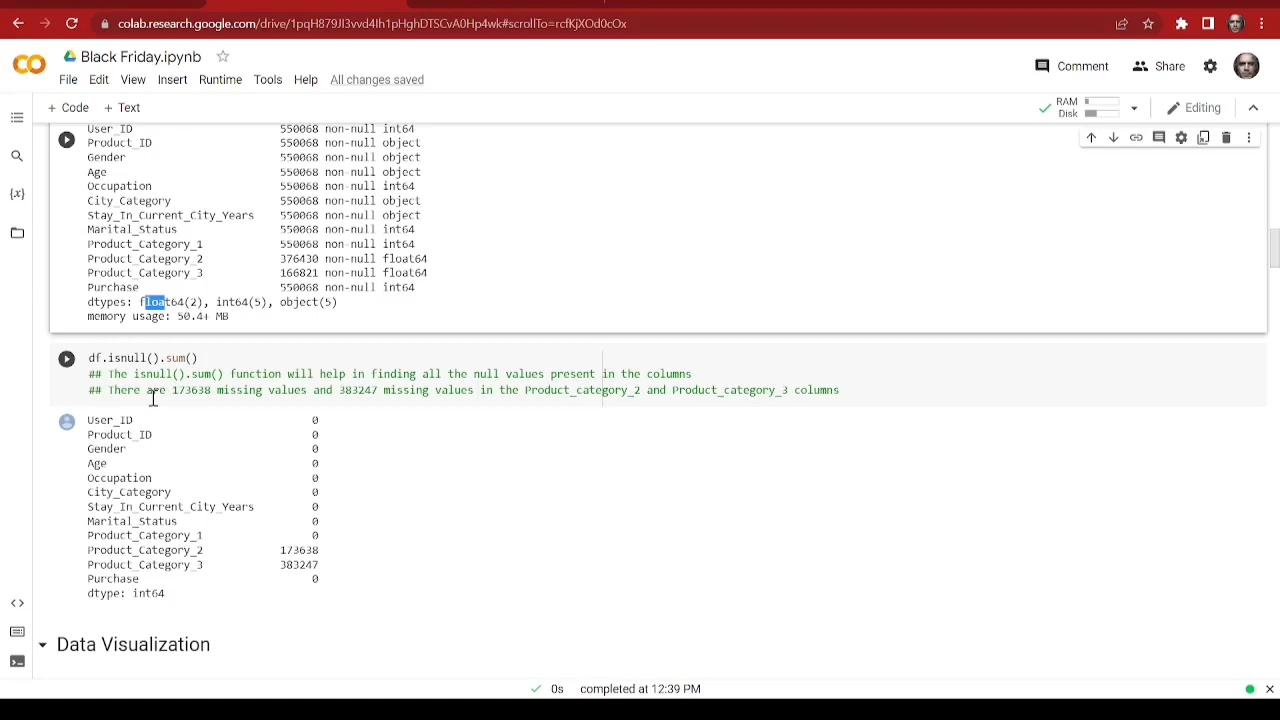 colab.research.google.com/drive/1pqH879JI3vvd4Ih1pHghDTSCvA0Hp4wk#scrollTo=rcfKjXOd0cOx
Black Friday.ipynb
Comment
Share
File Edit View Insert Runtime Tools Help All changes saved
+ Code + Text
RAM
Disk
Editing
User_ID 550068 non-null int64
Product_ID 550068 non-null object
Gender 550068 non-null object
Age 550068 non-null object
Occupation 550068 non-null int64
City_Category 550068 non-null object
Stay_In_Current_City_Years 550068 non-null object
Marital_Status 550068 non-null int64
Product_Category_1 550068 non-null int64
Product_Category_2 376430 non-null float64
Product_Category_3 166821 non-null float64
Purchase 550068 non-null int64
dtypes: float64(2), int64(5), object(5)
memory usage: 50.4+ MB
df.isnull().sum()
## The isnull().sum() function will help in finding all the null values present in the columns
## There are 173638 missing values and 383247 missing values in the Product_category_2 and Product_category_3 columns
User_ID 0
Product_ID 0
Gender 0
Age 0
Occupation 0
City_Category 0
Stay_In_Current_City_Years 0
Marital_Status 0
Product_Category_1 0
Product_Category_2 173638
Product_Category_3 383247
Purchase 0
dtype: int64
Data Visualization
0s completed at 12:39 PM